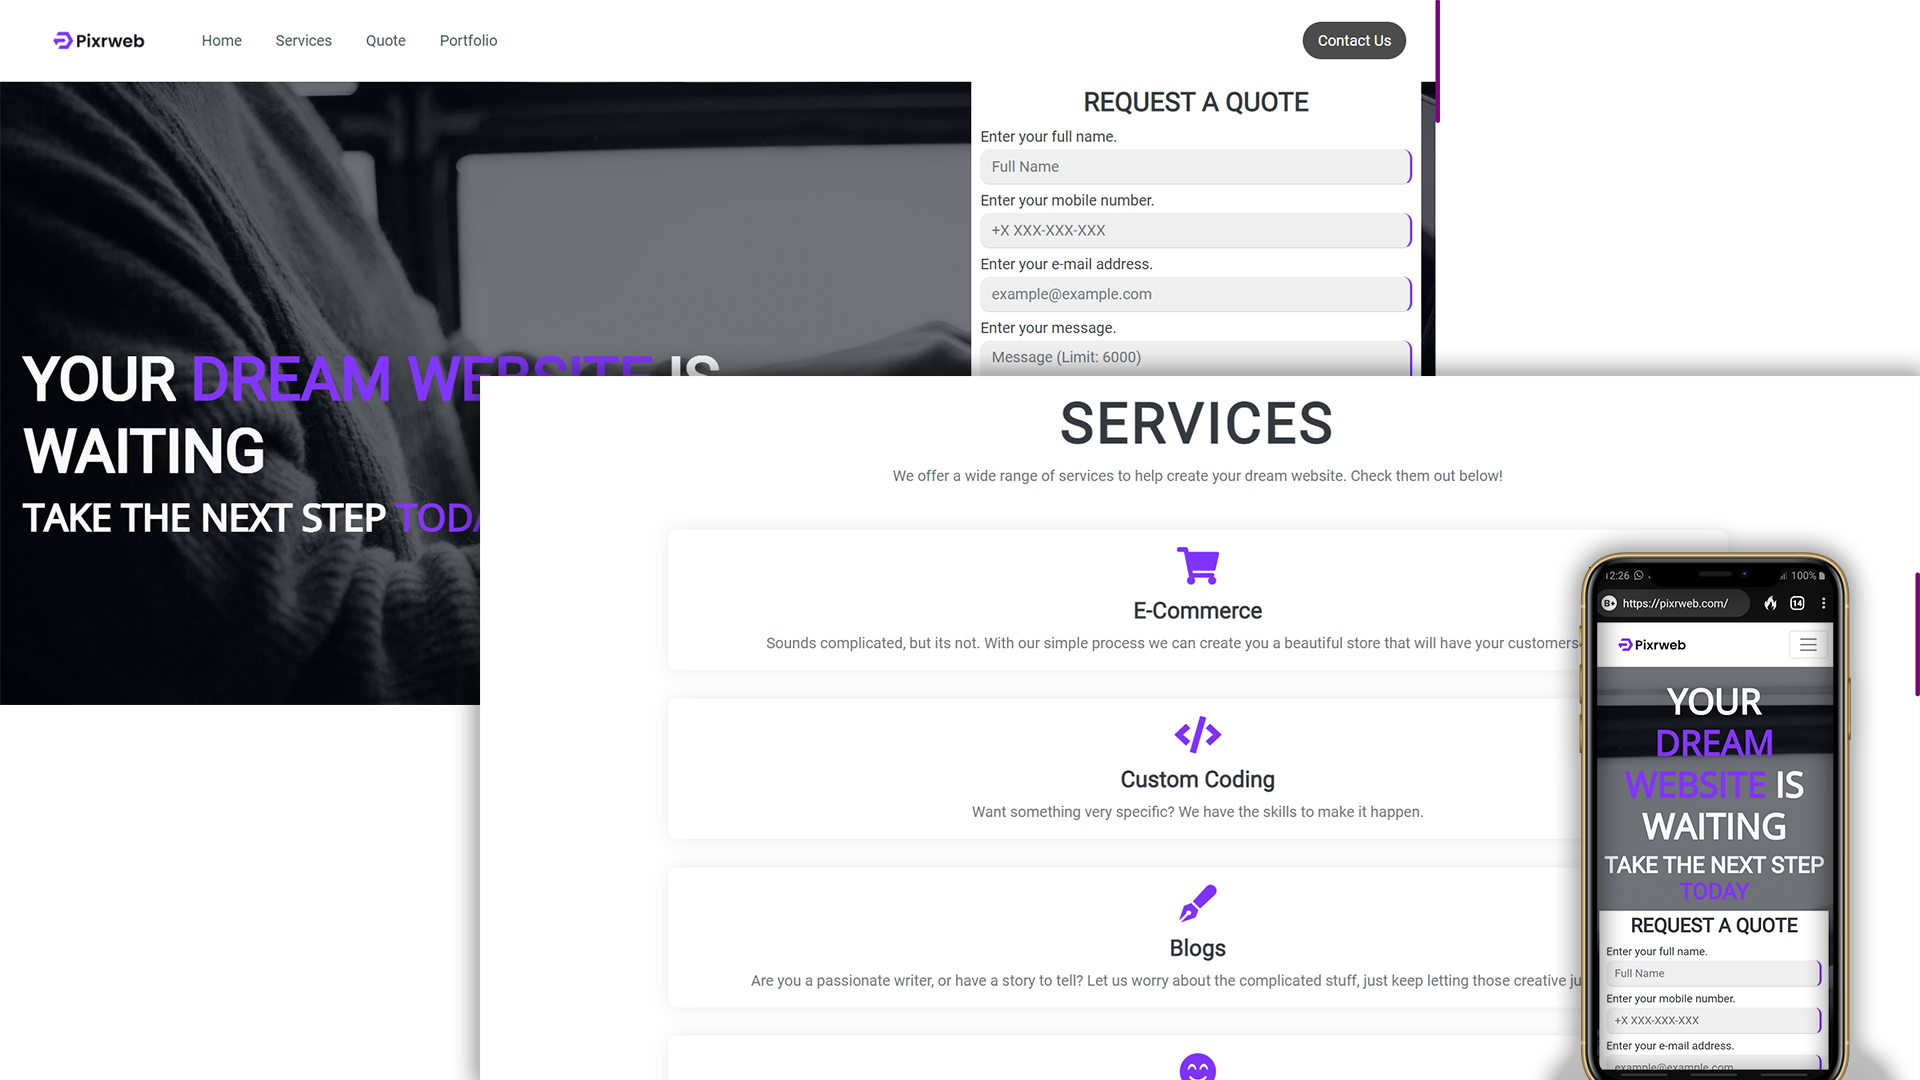 Pixrweb
Home
Services
Quote
Portfolio
Contact Us
REQUEST A QUOTE
Enter your full name.
Full Name
Enter your mobile number.
+X XXX-XXX-XXX
Enter your e-mail address.
example@example.com
Enter your message.
Message (Limit: 6000)
YOUR DREAM WEBSITE IS
WAITING
TAKE THE NEXT STEP
SERVICES
We offer a wide range of services to help create your dream website. Check them out below!
E-Commerce
Sounds complicated, but its not. With our simple process we can create you a beautiful store that will have your customers
Custom Coding
Want something very specific? We have the skills to make it happen.
Blogs
Are you a passionate writer, or have a story to tell? Let us worry about the complicated stuff, just keep letting those creative
12:26
100%
B+
https://pixrweb.com/
14
Pixrweb
YOUR
DREAM
WEBSITE IS
WAITING
TAKE THE NEXT STEP
TODAY
REQUEST A QUOTE
Enter your full name.
Full Name
Enter your mobile number.
+X XXX-XXX-XXX
Enter your e-mail address.
example@example.com